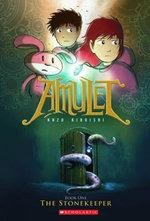 AMULET
KAZU KIBUISHI
BOOK ONE
THE STONEKEEPER
SCHOLASTIC